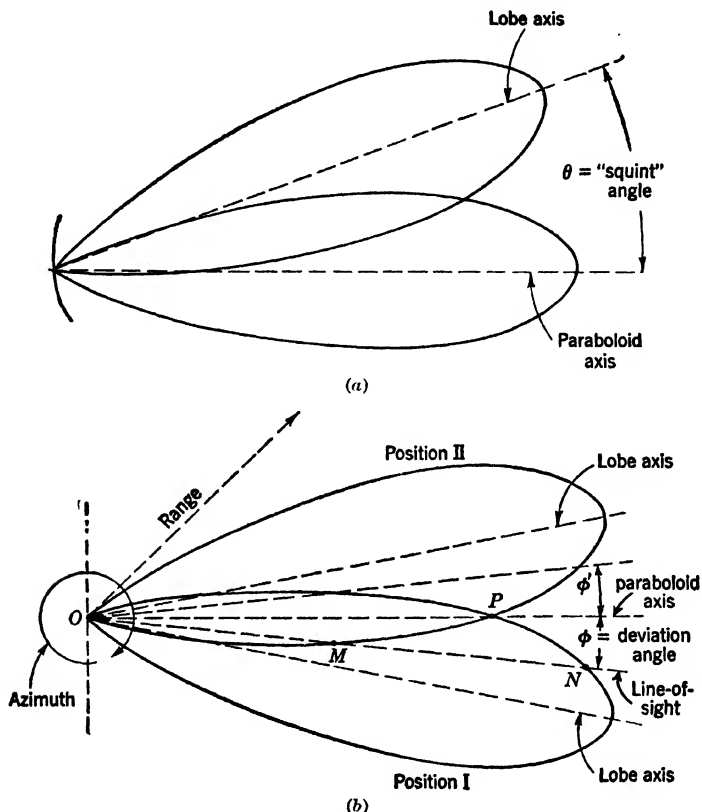 Lobe axis
θ = "squint"
angle
Paraboloid
axis
(a)
Position II
Lobe axis
Range
ϕ'
paraboloid
axis
P
O
ϕ = deviation
angle
M
N
Line-of-
sight
Azimuth
Lobe axis
Position I
(b)